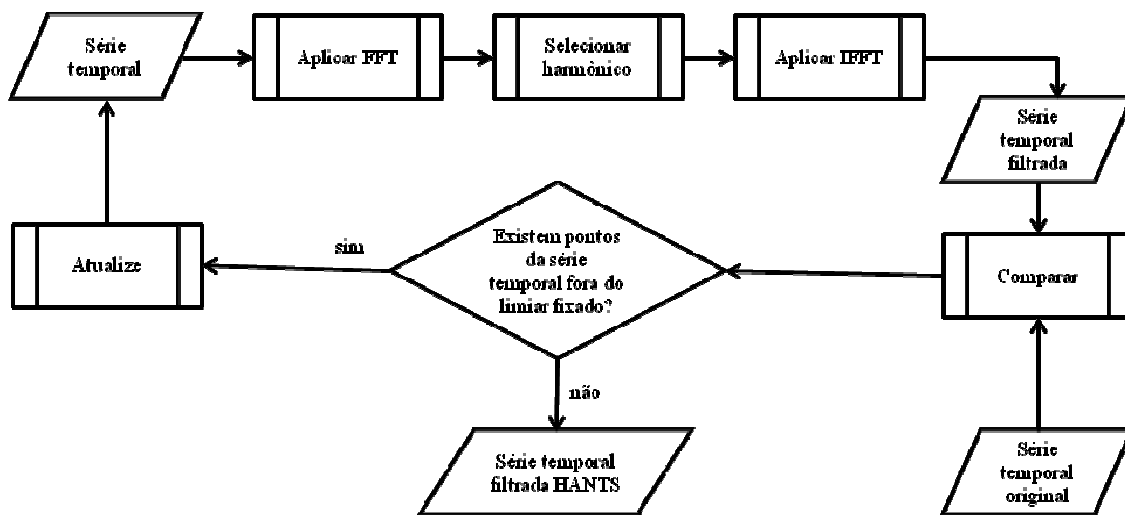 Série
temporal
Aplicar FFT
Selecionar
harmônico
Aplicar IFFT
Série
temporal
filtrada
Atualize
sim
Existem pontos
da série
temporal fora do
limiar fixado?
Comparar
não
Série temporal
filtrada HANTS
Série
temporal
original